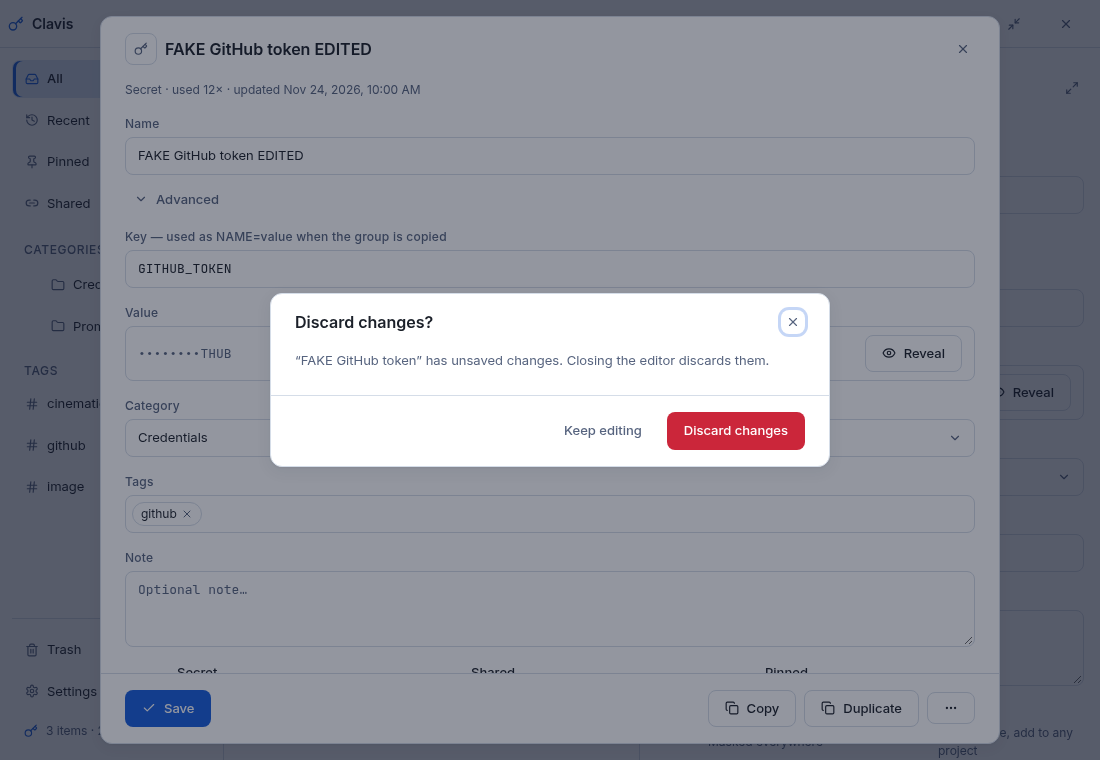 Clavis
All
Recent
Pinned
Shared
CATEGORIES
TAGS
github
image
Trash
Settings
3 items ·
FAKE GitHub token EDITED
Secret · used 12× · updated Nov 24, 2026, 10:00 AM
Name
FAKE GitHub token EDITED
Advanced
Key — used as NAME=value when the group is copied
GITHUB_TOKEN
Value
••••••••THUB
Reveal
Category
Credentials
Tags
github
Note
Optional note…
Secret
Shared
Pinned
Save
Copy
Duplicate
Discard changes?
“FAKE GitHub token” has unsaved changes. Closing the editor discards them.
Keep editing
Discard changes
Reveal
add to any
project